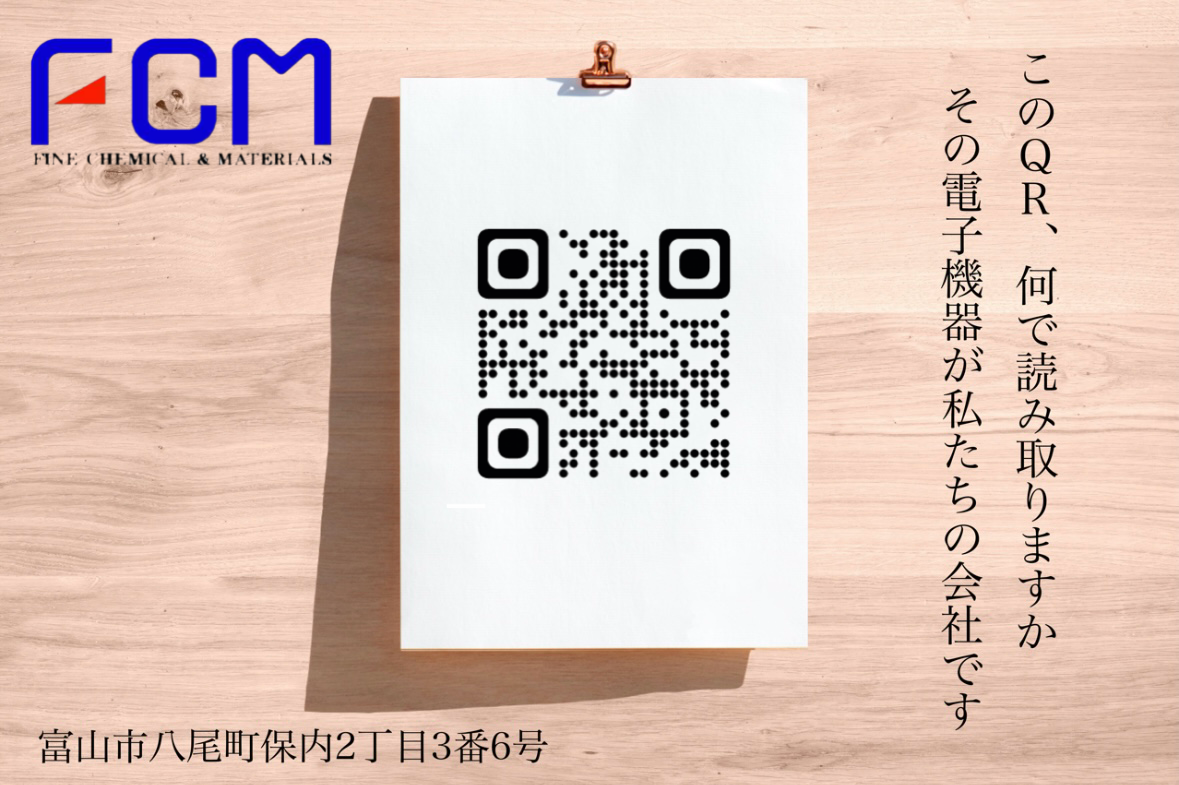 FCM
FINE CHEMICAL & MATERIALS
このQR、何で読み取りますか
その電子機器が私たちの会社です
富山市八尾町保内2丁目3番6号